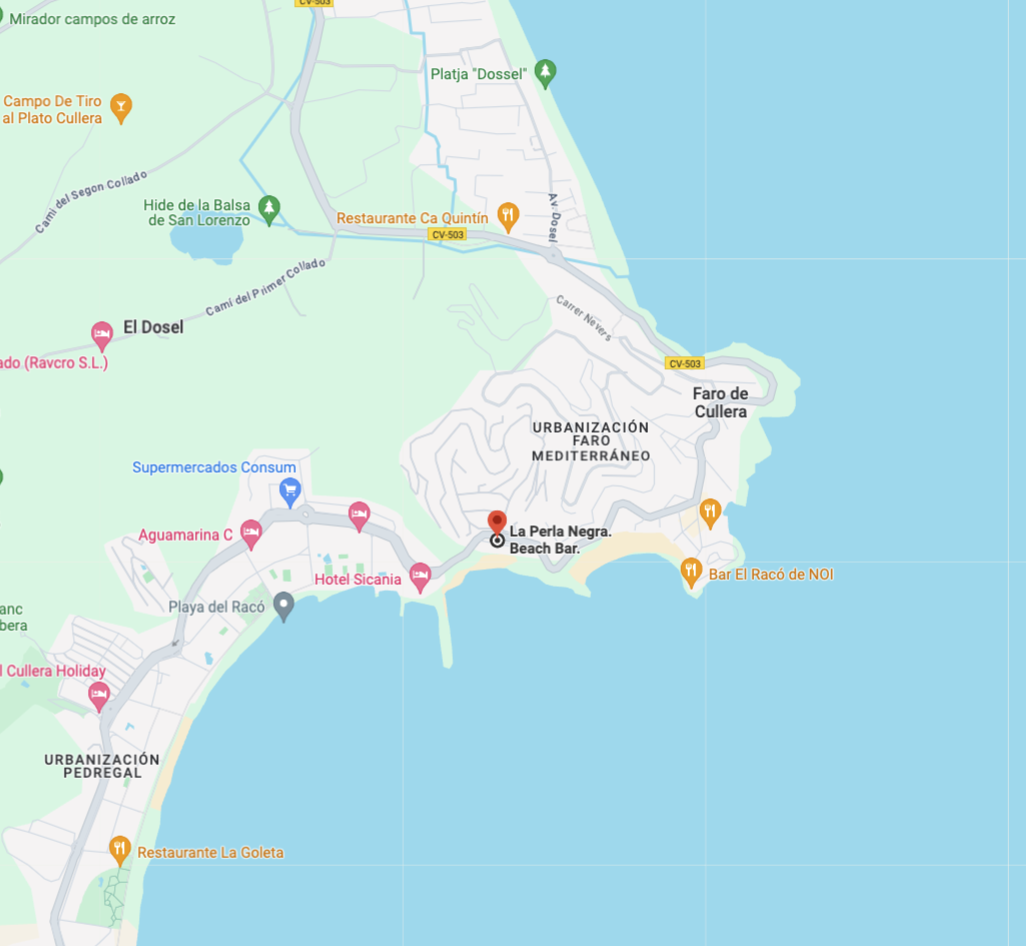 CV-503
Mirador campos de arroz
Platja "Dossel"
Campo De Tiro
al Plato Cullera
Camí del Segon Collado
Hide de la Balsa
de San Lorenzo
Restaurante Ca Quintín
Av. Dosel
CV-503
Camí del Primer Collado
Carrer Nevers
El Dosel
ado (Ravcro S.L.)
CV-503
Faro de
Cullera
URBANIZACIÓN
FARO
MEDITERRÁNEO
Supermercados Consum
Aguamarina C
La Perla Negra.
Beach Bar.
Hotel Sicania
Bar El Racó de NOI
Playa del Racó
anc
bera
l Cullera Holiday
URBANIZACIÓN
PEDREGAL
Restaurante La Goleta